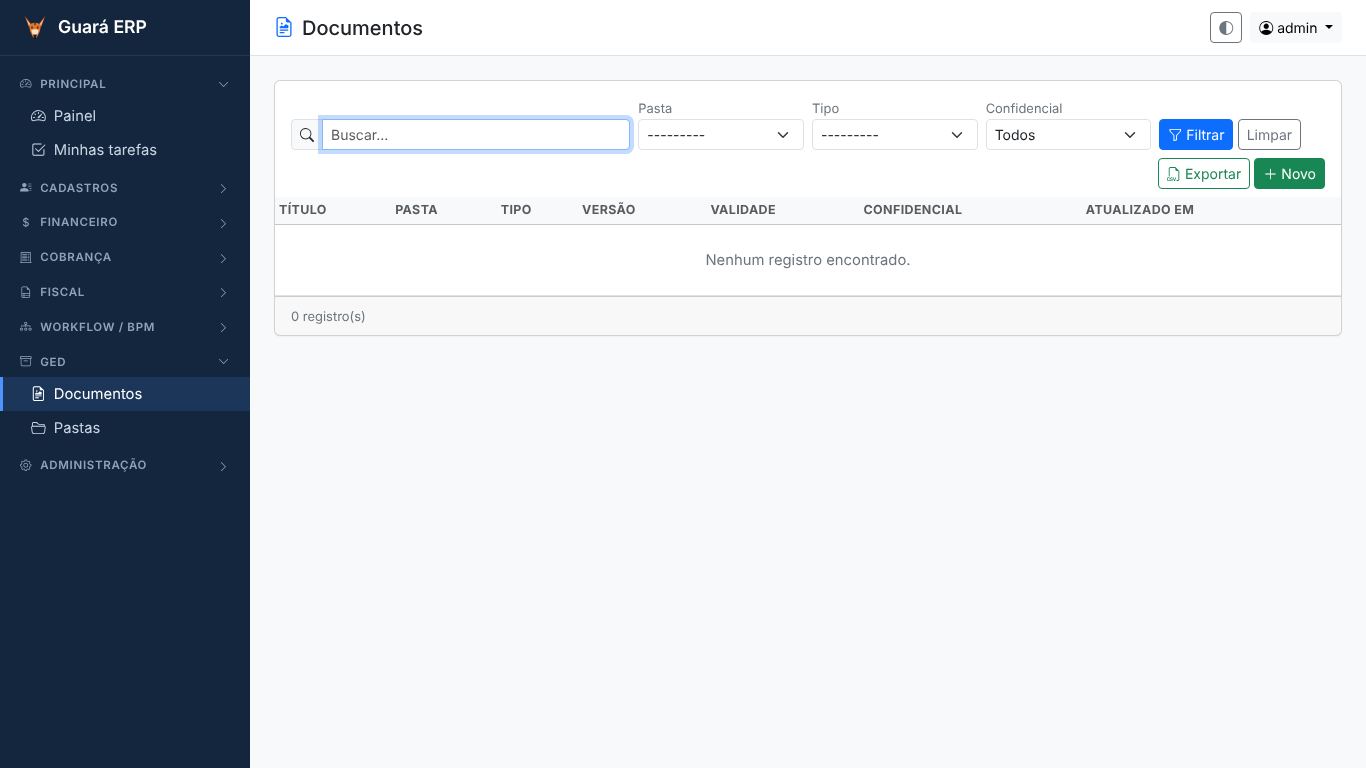 Guará ERP
Documentos
admin
PRINCIPAL
Painel
Minhas tarefas
CADASTROS
FINANCEIRO
COBRANÇA
FISCAL
WORKFLOW / BPM
GED
Documentos
Pastas
ADMINISTRAÇÃO
Pasta Tipo Confidencial
Buscar... --------- --------- Todos Filtrar Limpar
Exportar Novo
TÍTULO PASTA TIPO VERSÃO VALIDADE CONFIDENCIAL ATUALIZADO EM
Nenhum registro encontrado.
0 registro(s)